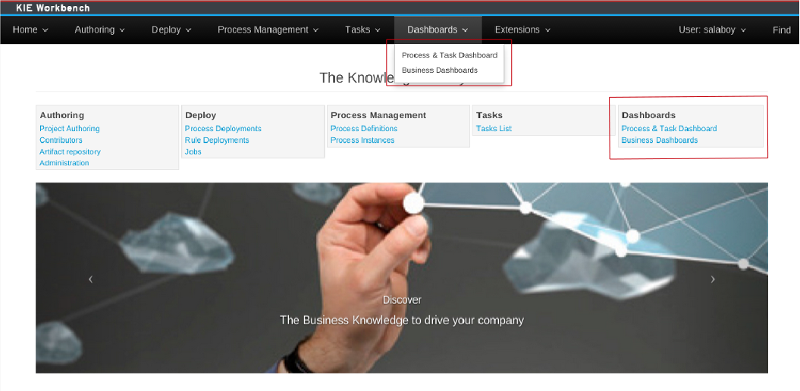 KIE Workbench
Home Authoring Deploy Process Management Tasks Dashboards Extensions User: salaboy Find
Process & Task Dashboard
Business Dashboards
The Know
Authoring
Project Authoring
Contributors
Artifact repository
Administration
Deploy
Process Deployments
Rule Deployments
Jobs
Process Management
Process Definitions
Process Instances
Tasks
Tasks List
Dashboards
Process & Task Dashboard
Business Dashboards
Discover
The Business Knowledge to drive your company